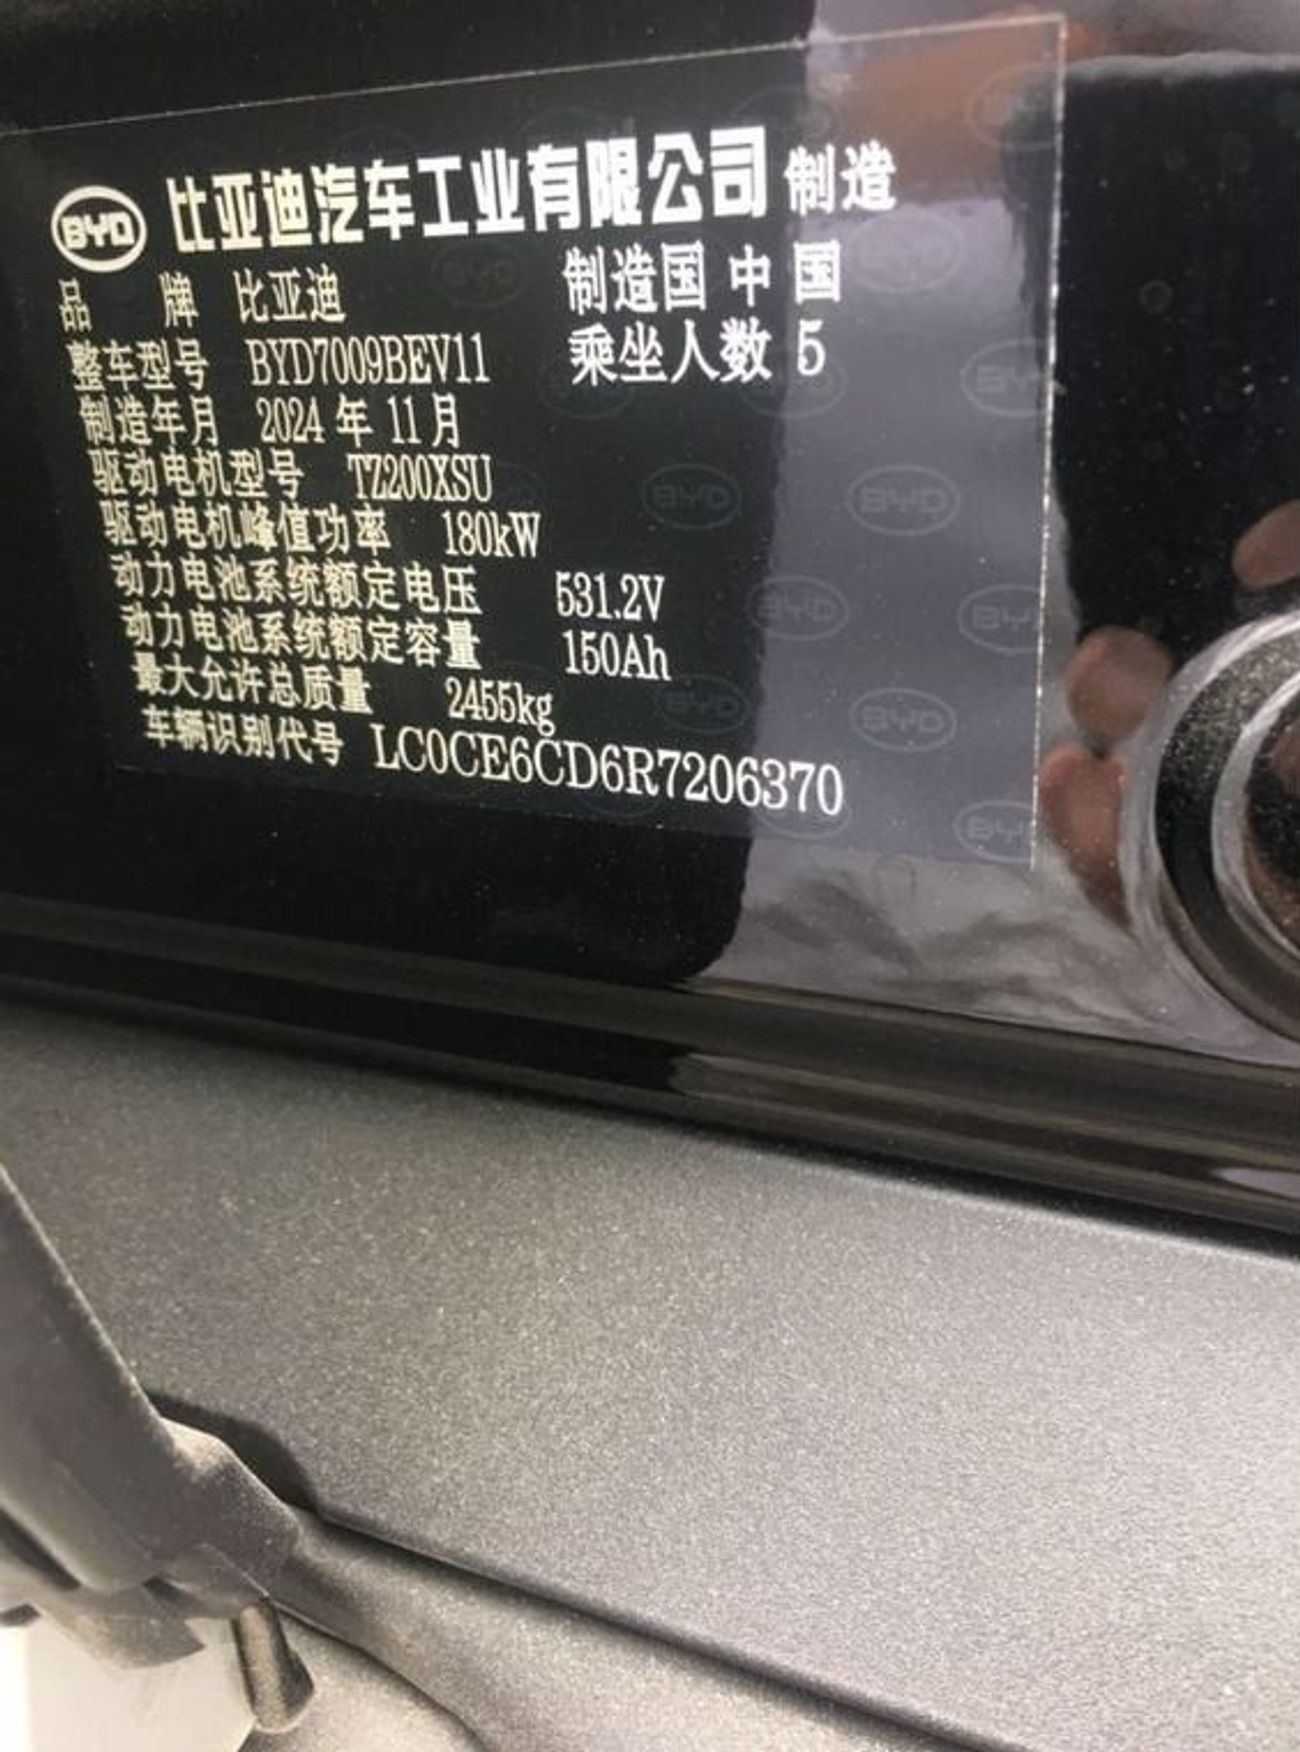 BYD 比亚迪汽车工业有限公司 制造
品 牌 比亚迪 制造国 中国
整车型号 BYD7009BEV11 乘坐人数 5
制造年月 2024 年 11 月
驱动电机型号 TZ200XSU
驱动电机峰值功率 180kW
动力电池系统额定电压 531.2V
动力电池系统额定容量 150Ah
最大允许总质量 2455kg
车辆识别代号 LC0CE6CD6R7206370